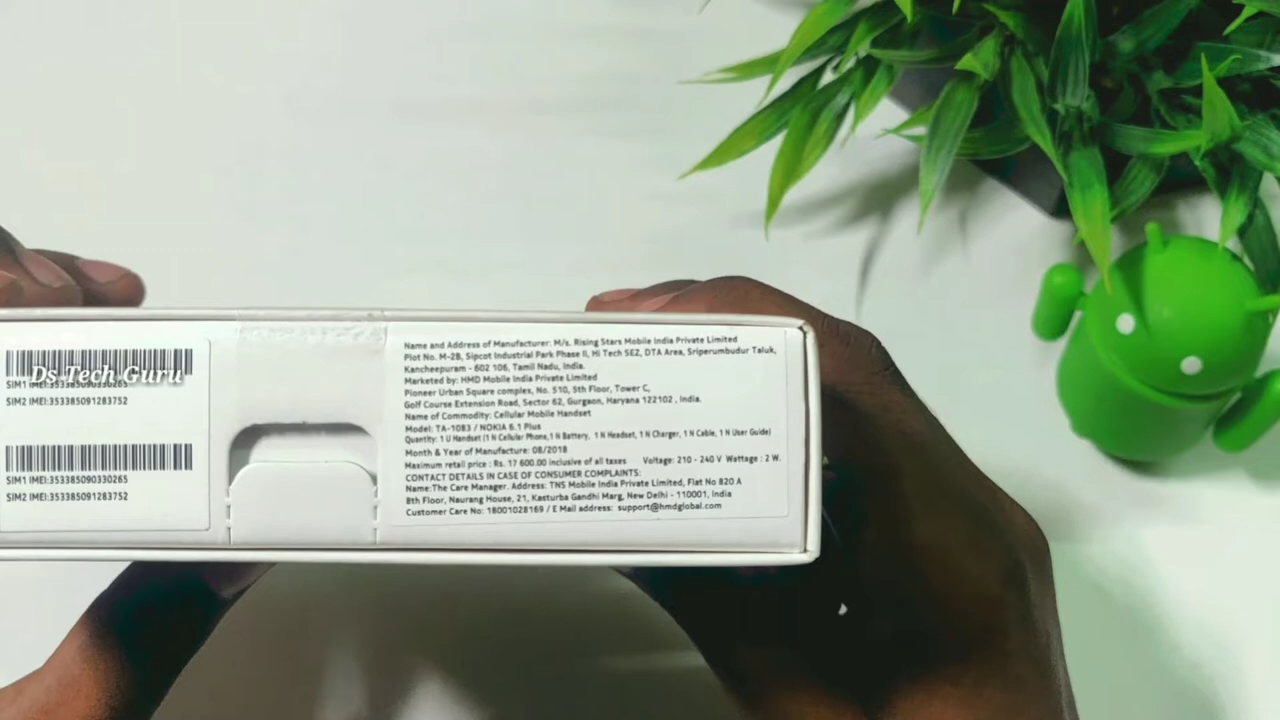 Ds Tech Guru
SIM1 IMEI:353385090330265
SIM2 IMEI:353385091283752
SIM1 IMEI:353385090330265
SIM2 IMEI:353385091283752
Name and Address of Manufacturer: M/s. Rising Stars Mobile India Private Limited
Plot No. M-2B, Sipcot Industrial Park Phase II, Hi Tech SEZ, DTA Area, Sriperumbudur Taluk,
Kancheepuram - 602 106, Tamil Nadu, India.
Marketed by: HMD Mobile India Private Limited
Pioneer Urban Square complex, No. 510, 5th Floor, Tower C,
Golf Course Extension Road, Sector 62, Gurgaon, Haryana 122102 , India.
Name of Commodity: Cellular Mobile Handset
Model: TA-1083 / NOKIA 6.1 Plus
Quantity: 1 U Handset (1 N Cellular Phone,1 N Battery, 1 N Headset, 1 N Charger, 1 N Cable, 1 N User Guide)
Month & Year of Manufacture: 08/2018
Maximum retail price : Rs. 17 600.00 inclusive of all taxes Voltage: 210 - 240 V Wattage : 2 W.
CONTACT DETAILS IN CASE OF CONSUMER COMPLAINTS:
Name:The Care Manager. Address: TNS Mobile India Private Limited, Flat No 820 A
8th Floor, Naurang House, 21, Kasturba Gandhi Marg, New Delhi - 110001, India
Customer Care No: 18001028169 / E Mail address: support@hmdglobal.com